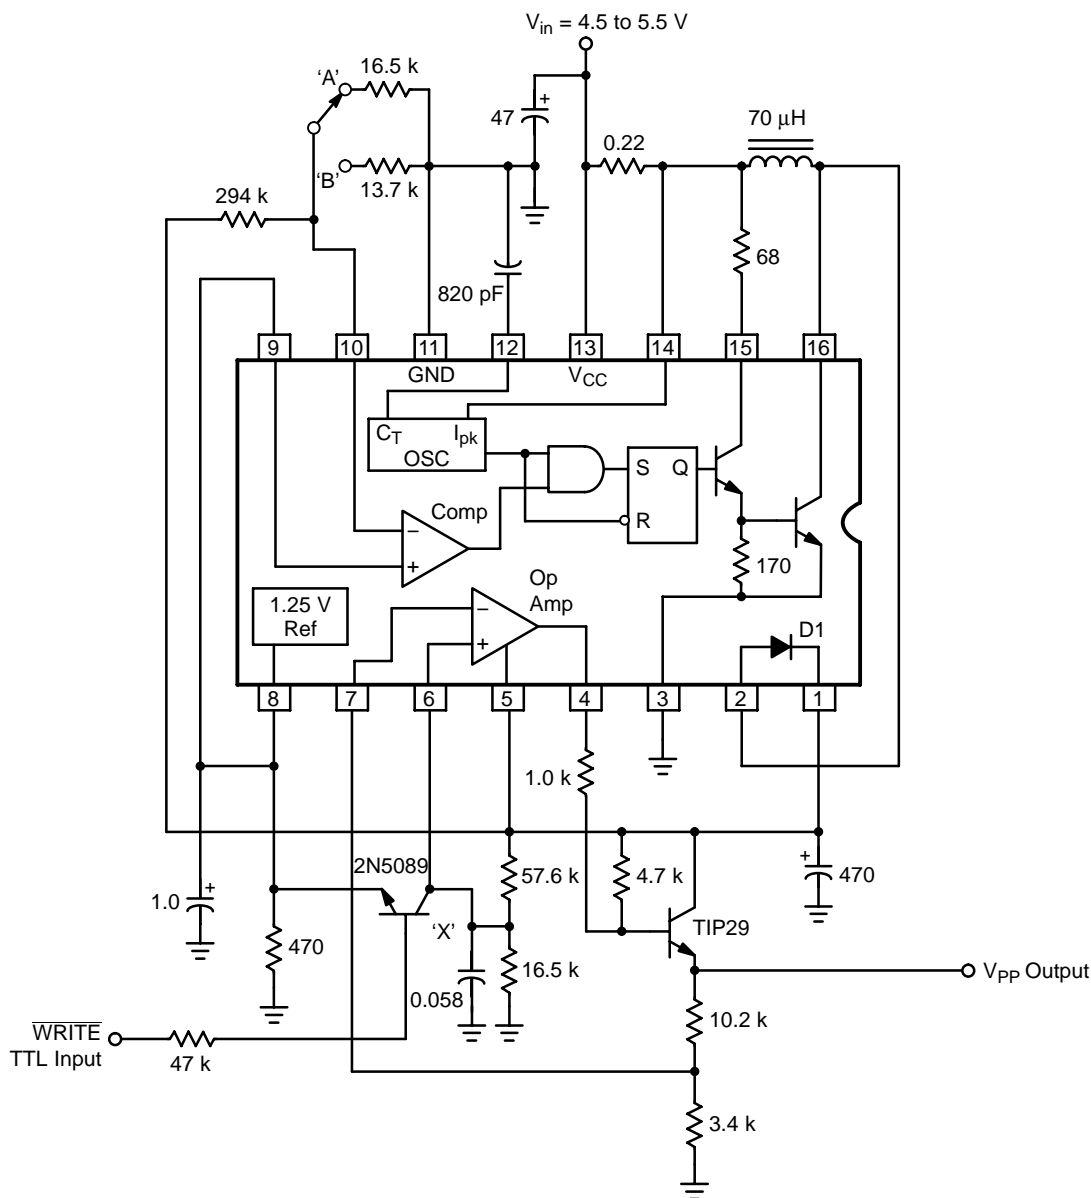 V_in = 4.5 to 5.5 V
'A'
16.5 k
47
+
70 µH
0.22
'B'
13.7 k
294 k
68
820 pF
9
10
11
12
13
14
15
16
GND
V_CC
C_T
I_pk
OSC
S
Q
R
Comp
−
+
170
Op
Amp
1.25 V
Ref
−
+
D1
8
7
6
5
4
3
2
1
1.0 k
2N5089
57.6 k
4.7 k
+
470
1.0
+
'X'
TIP29
470
0.058
16.5 k
V_PP Output
WRITE
TTL Input
47 k
10.2 k
3.4 k